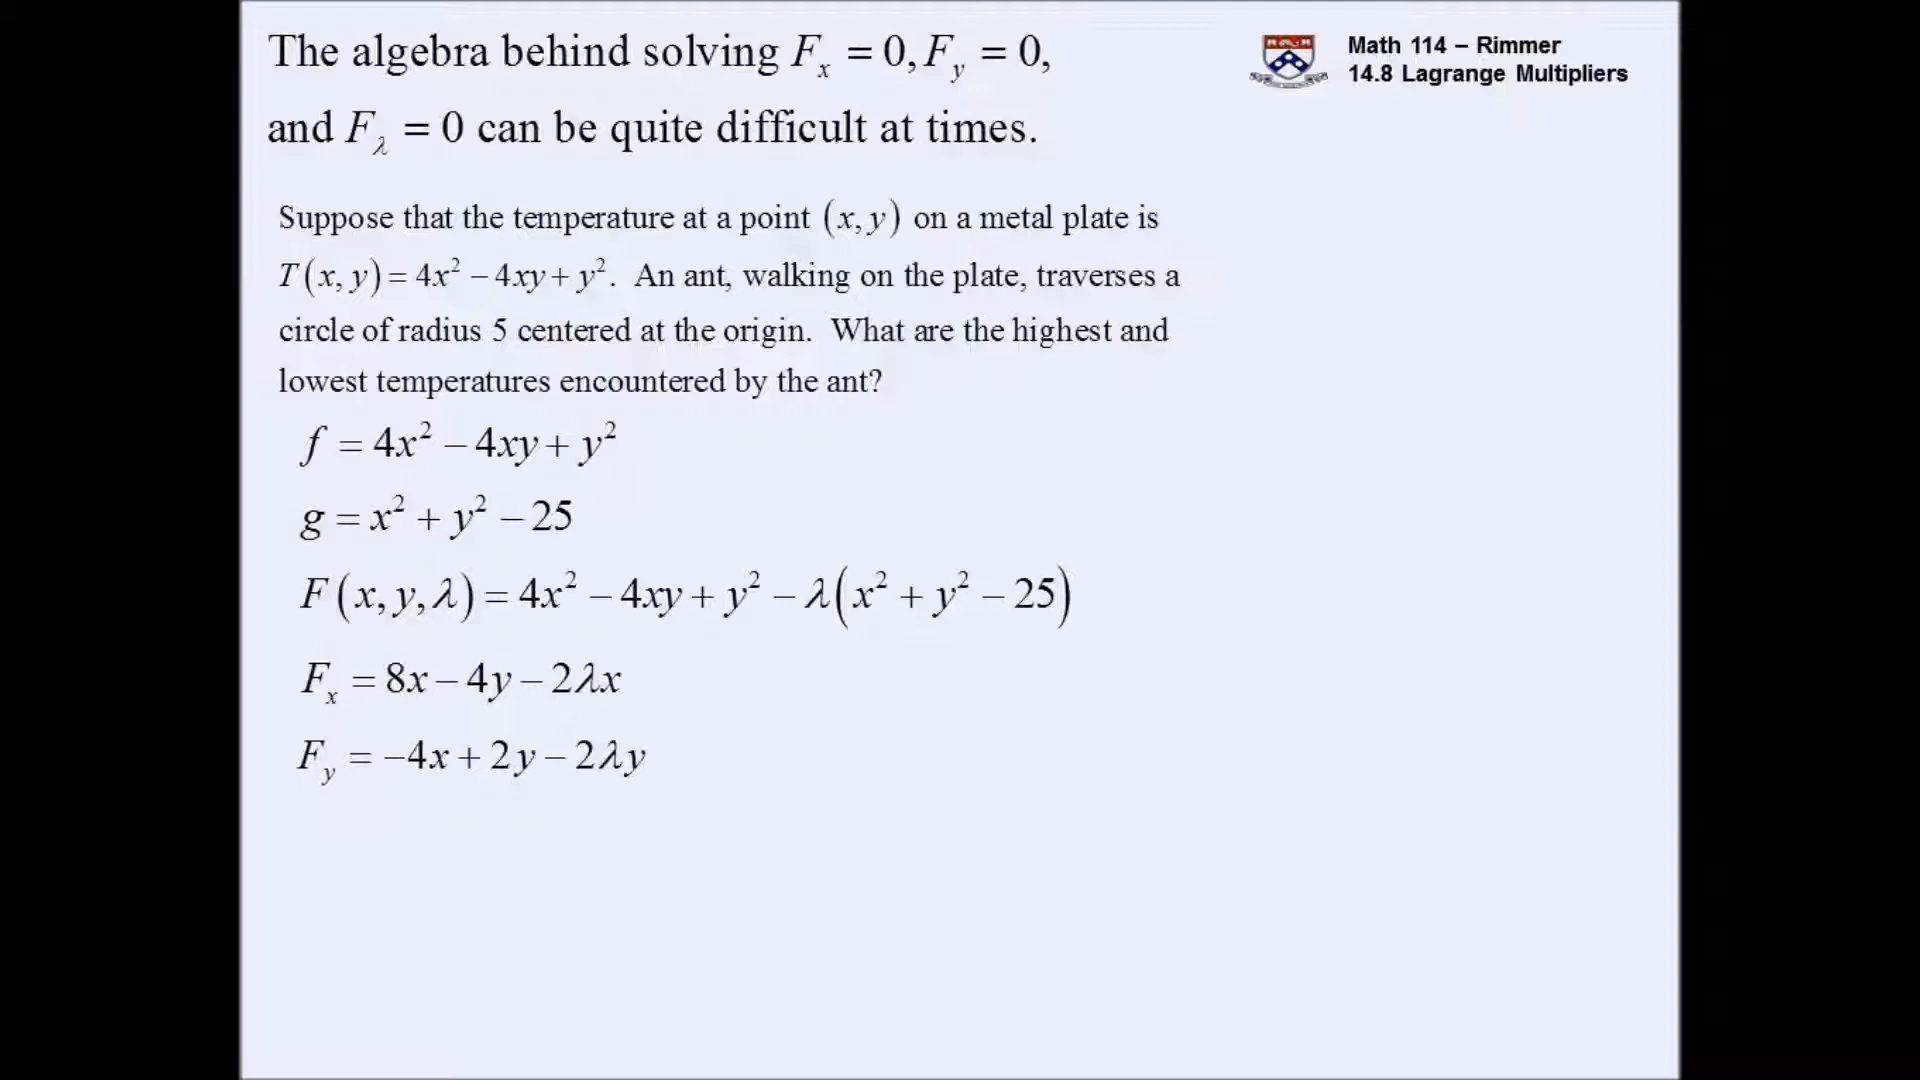 The algebra behind solving Fₓ = 0, F_y = 0,
and F_λ = 0 can be quite difficult at times.
Math 114 – Rimmer
14.8 Lagrange Multipliers
Suppose that the temperature at a point (x, y) on a metal plate is
T(x, y) = 4x² − 4xy + y². An ant, walking on the plate, traverses a
circle of radius 5 centered at the origin. What are the highest and
lowest temperatures encountered by the ant?
f = 4x² − 4xy + y²
g = x² + y² − 25
F(x, y, λ) = 4x² − 4xy + y² − λ(x² + y² − 25)
Fₓ = 8x − 4y − 2λx
F_y = −4x + 2y − 2λy